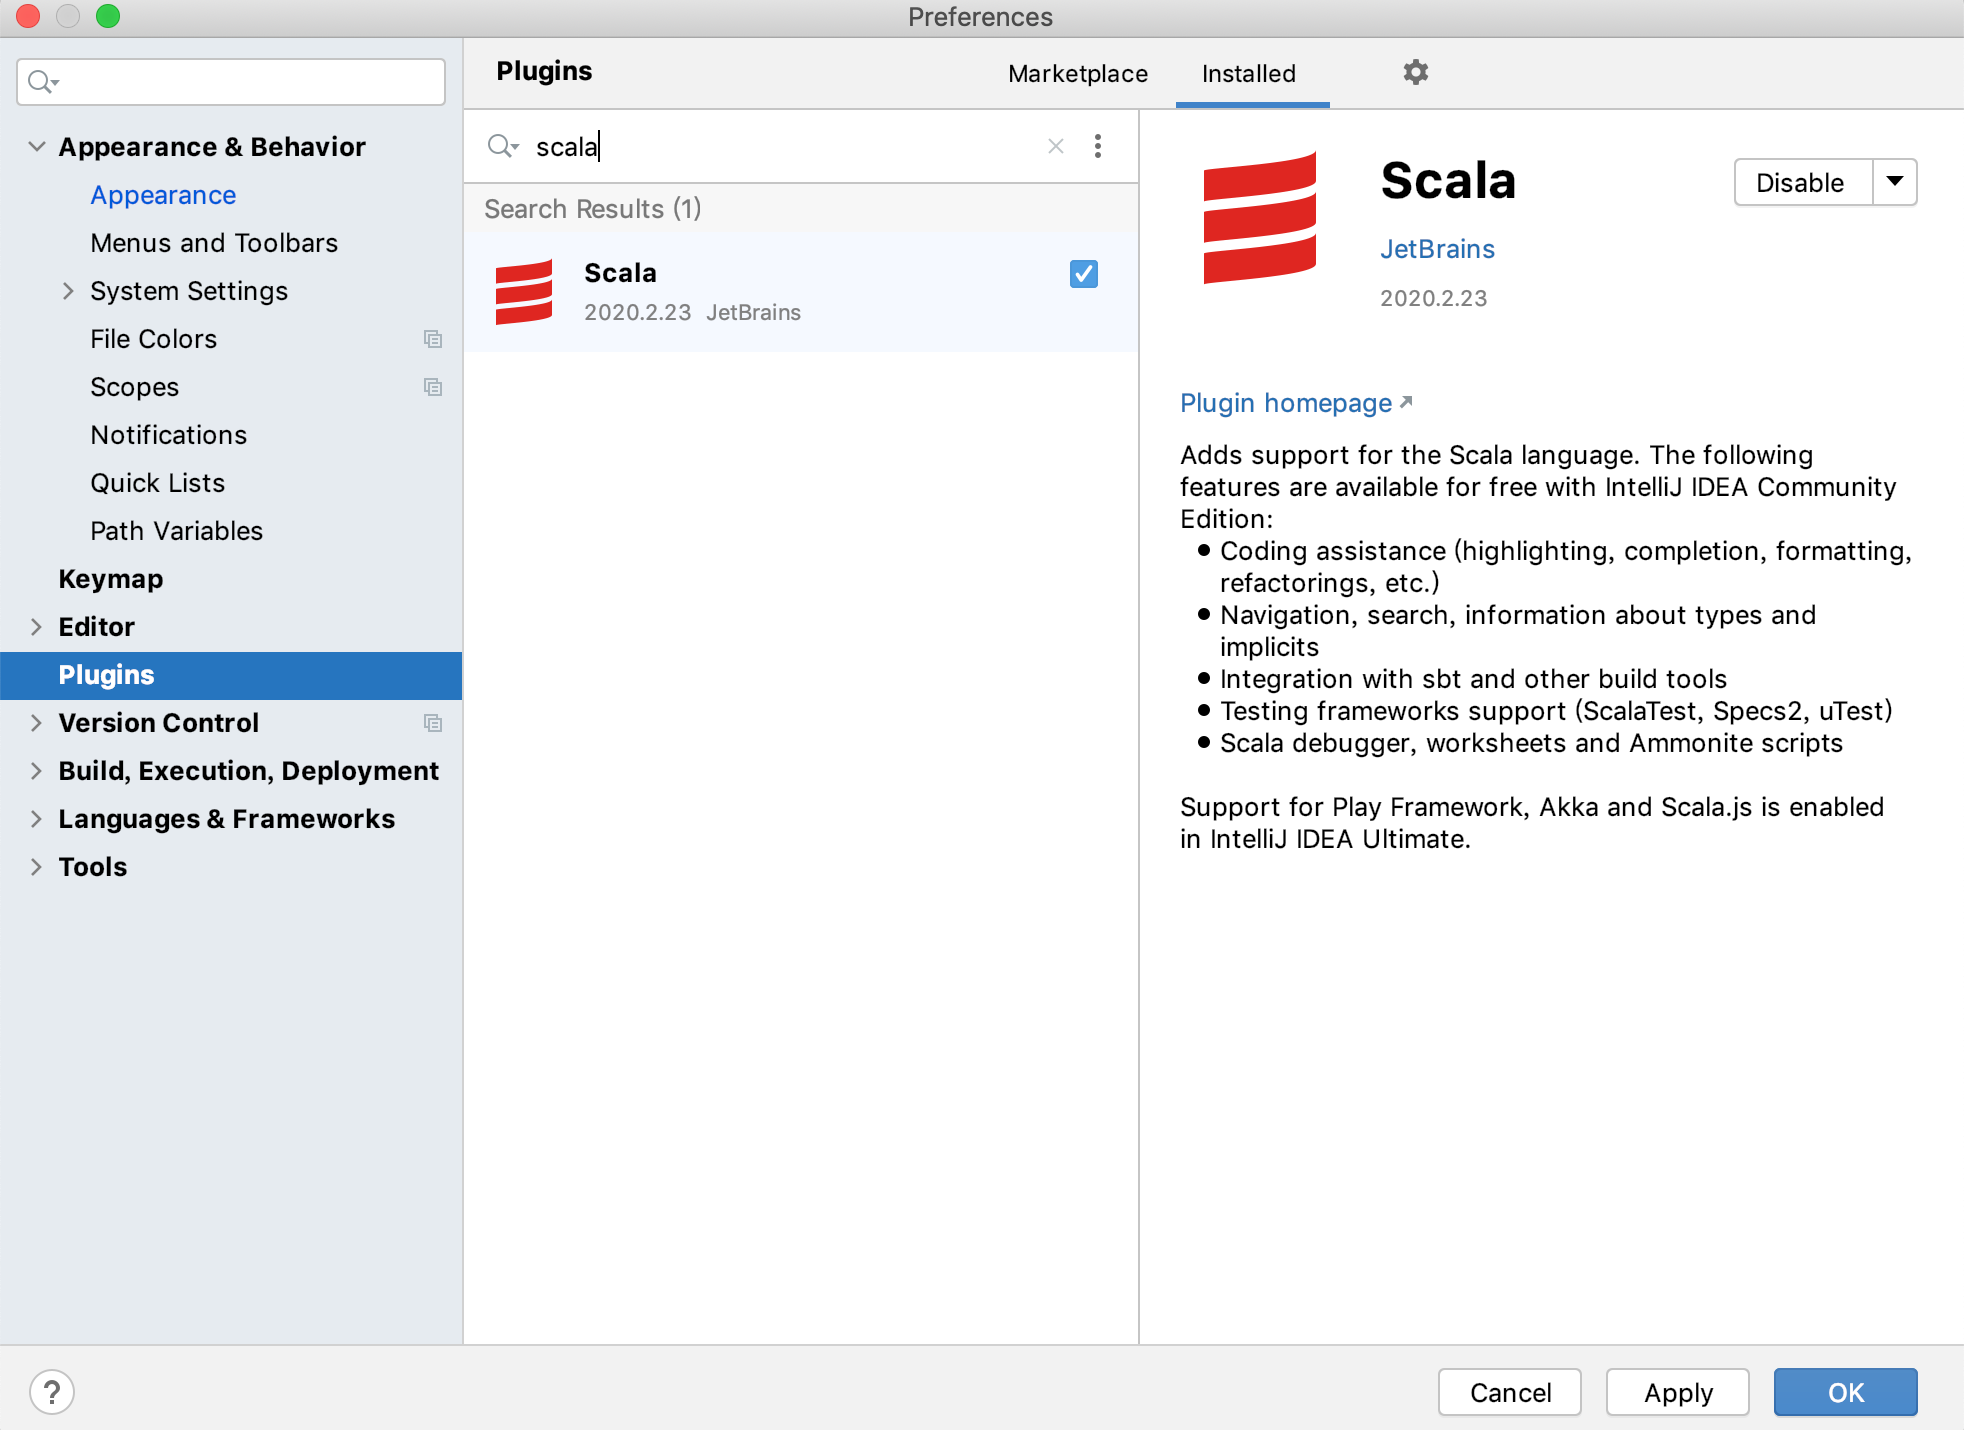 Preferences
Appearance & Behavior
Appearance
Menus and Toolbars
System Settings
File Colors
Scopes
Notifications
Quick Lists
Path Variables
Keymap
Editor
Plugins
Version Control
Build, Execution, Deployment
Languages & Frameworks
Tools
Plugins
Marketplace
Installed
scala
Search Results (1)
Scala
2020.2.23 JetBrains
Scala
Disable
JetBrains
2020.2.23
Plugin homepage
Adds support for the Scala language. The following
features are available for free with IntelliJ IDEA Community
Edition:
• Coding assistance (highlighting, completion, formatting,
refactorings, etc.)
• Navigation, search, information about types and
implicits
• Integration with sbt and other build tools
• Testing frameworks support (ScalaTest, Specs2, uTest)
• Scala debugger, worksheets and Ammonite scripts
Support for Play Framework, Akka and Scala.js is enabled
in IntelliJ IDEA Ultimate.
?
Cancel
Apply
OK